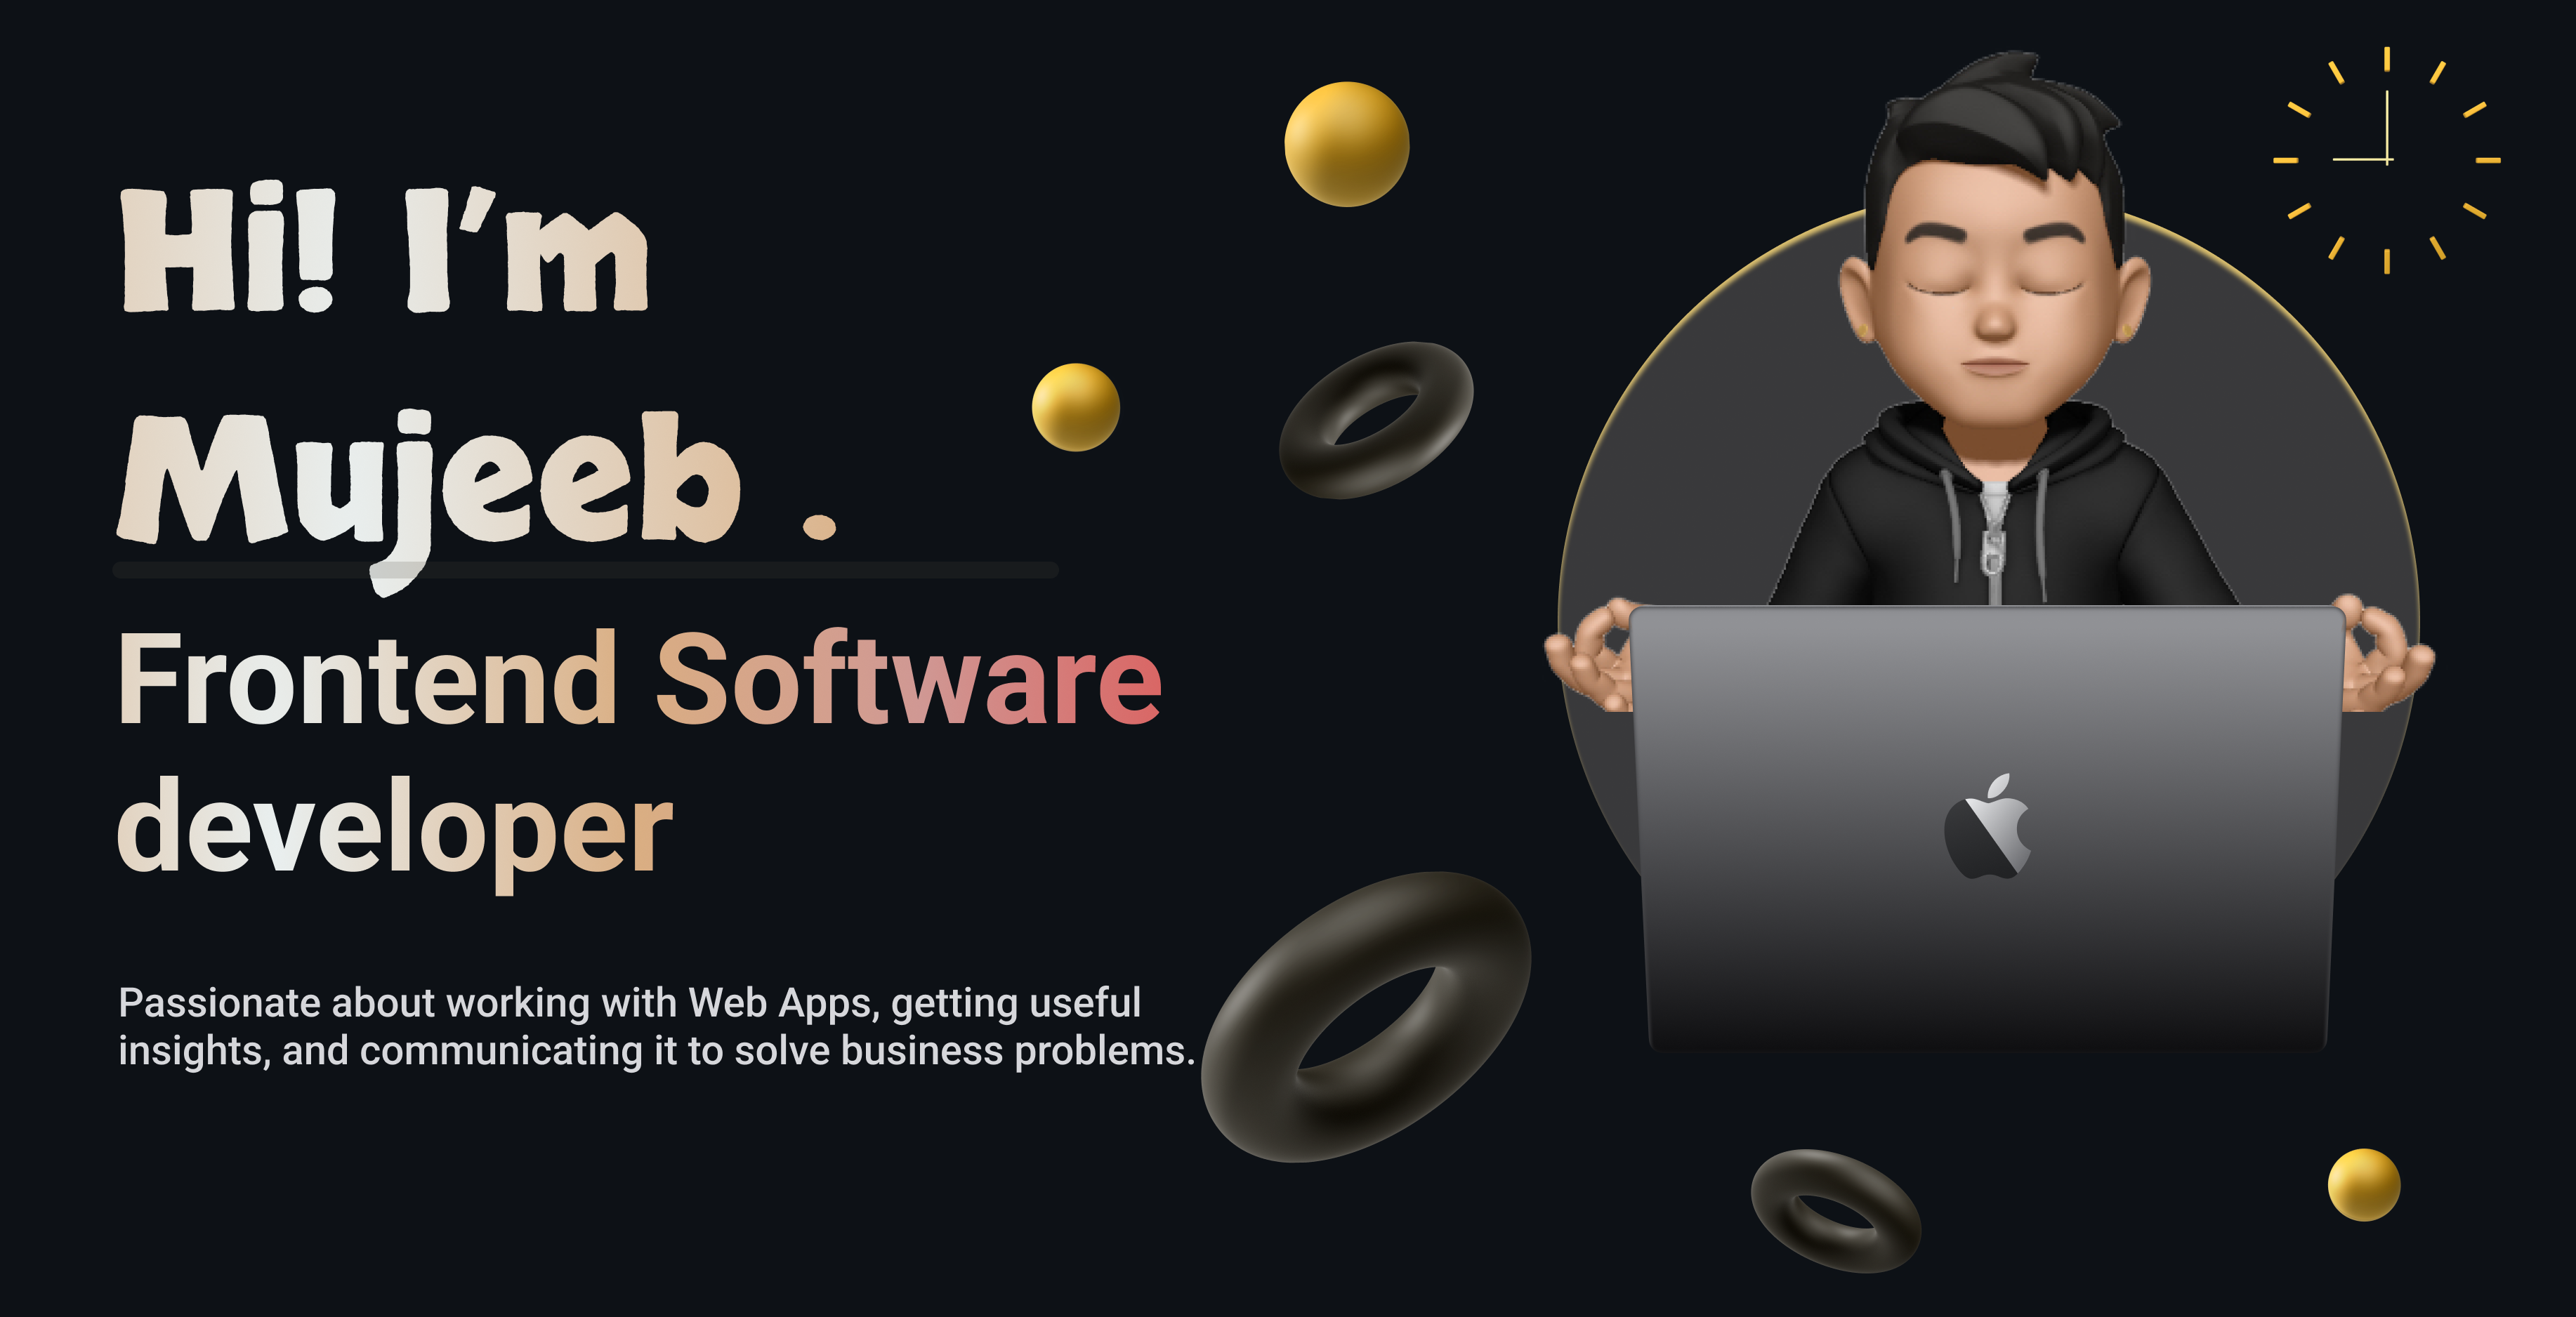 Hi! I’m
Mujeeb .
Frontend Software
developer
Passionate about working with Web Apps, getting useful
insights, and communicating it to solve business problems.